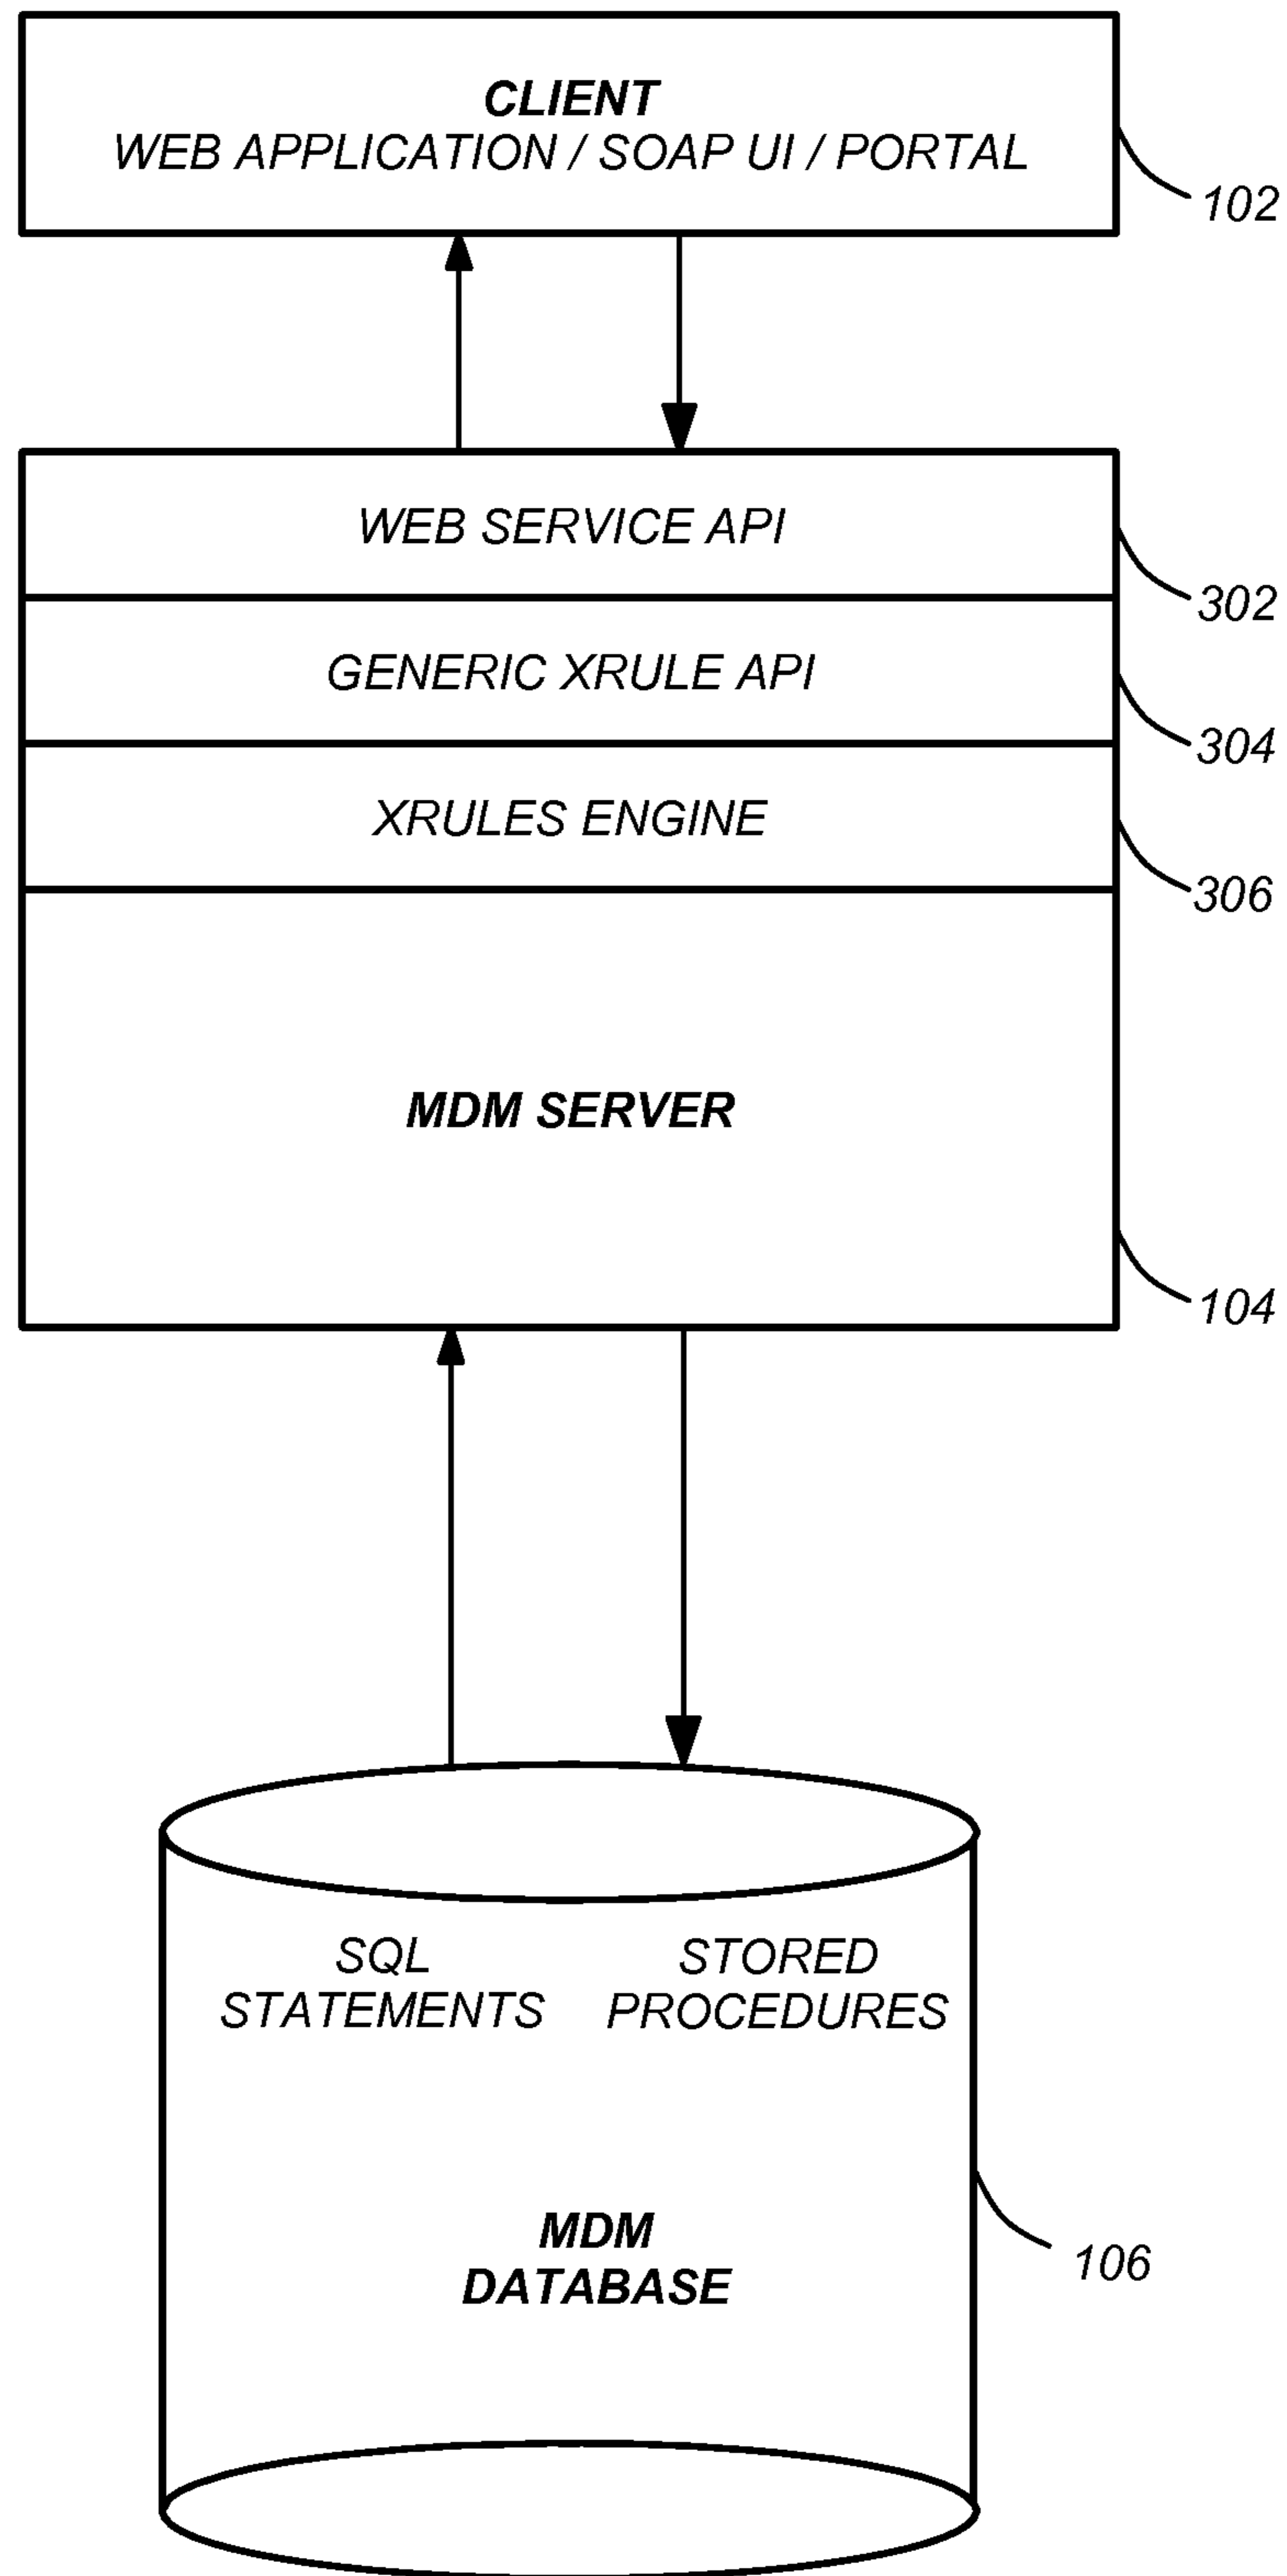 CLIENT
WEB APPLICATION / SOAP UI / PORTAL
102
WEB SERVICE API
302
GENERIC XRULE API
304
XRULES ENGINE
306
MDM SERVER
104
SQL
STATEMENTS
STORED
PROCEDURES
MDM
DATABASE
106